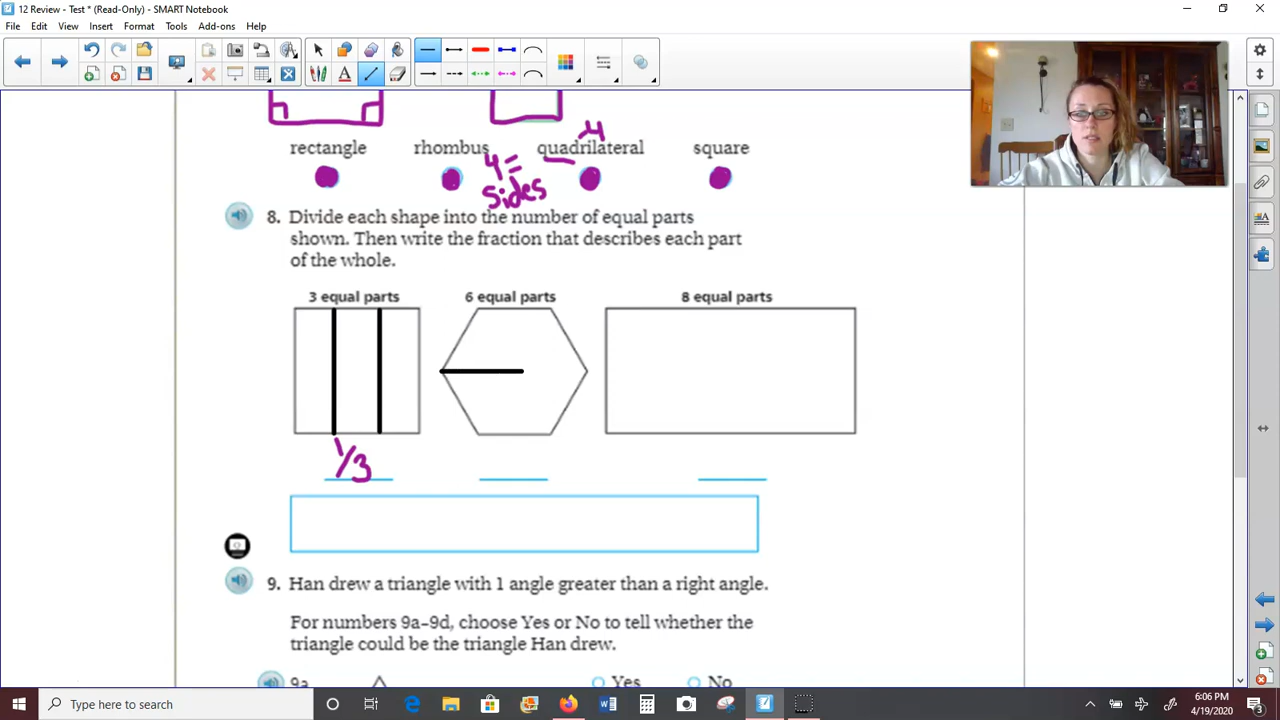 12 Review - Test * (Read-Only) - SMART Notebook
File Edit View Insert Format Tools Add-ons Help
rectangle rhombus quadrilateral square
4
4 =
sides
8. Divide each shape into the number of equal parts
shown. Then write the fraction that describes each part
of the whole.
3 equal parts 6 equal parts 8 equal parts
1/3
9. Han drew a triangle with 1 angle greater than a right angle.
For numbers 9a–9d, choose Yes or No to tell whether the
triangle could be the triangle Han drew.
9a Yes No
Type here to search
6:06 PM
4/19/2020
3